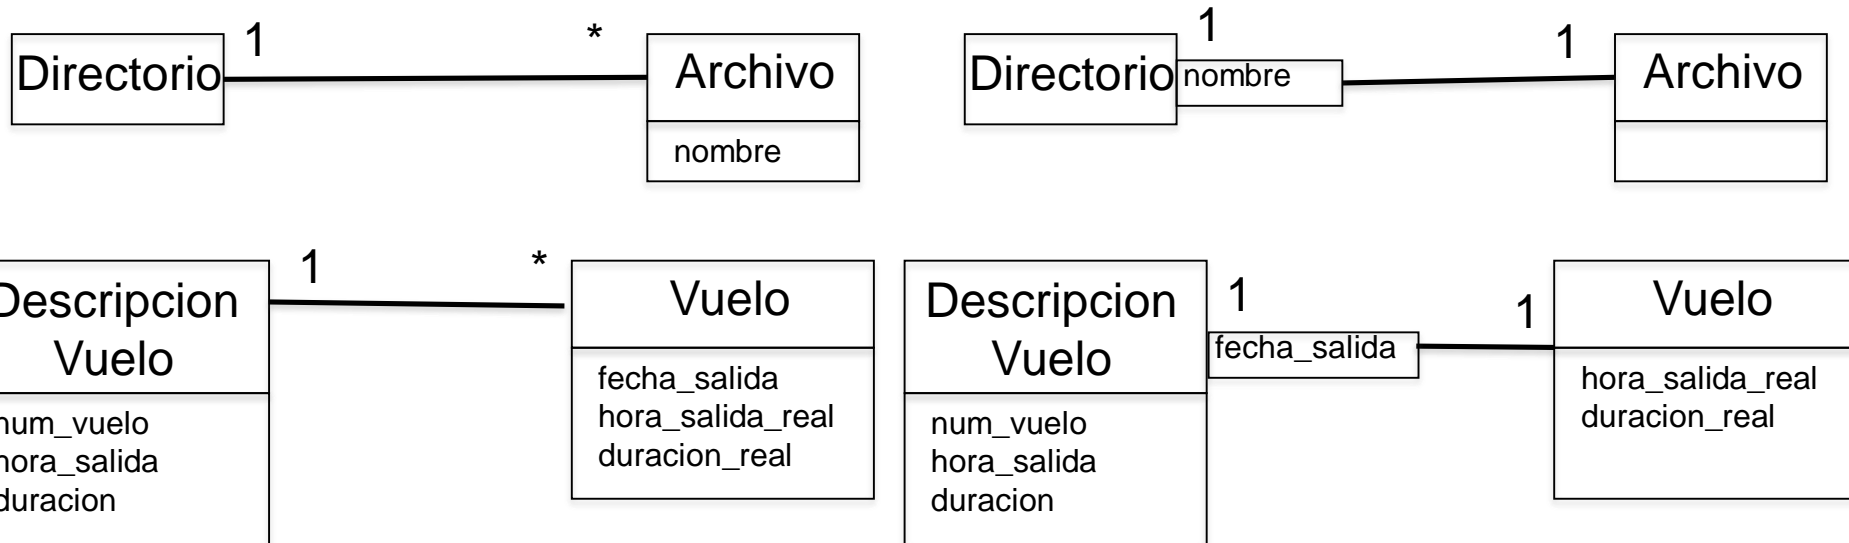 Directorio
1
*
Archivo
nombre
Directorio
nombre
1
1
Archivo
Descripcion
Vuelo
num_vuelo
hora_salida
duracion
1
*
Vuelo
fecha_salida
hora_salida_real
duracion_real
Descripcion
Vuelo
num_vuelo
hora_salida
duracion
1
fecha_salida
1
Vuelo
hora_salida_real
duracion_real